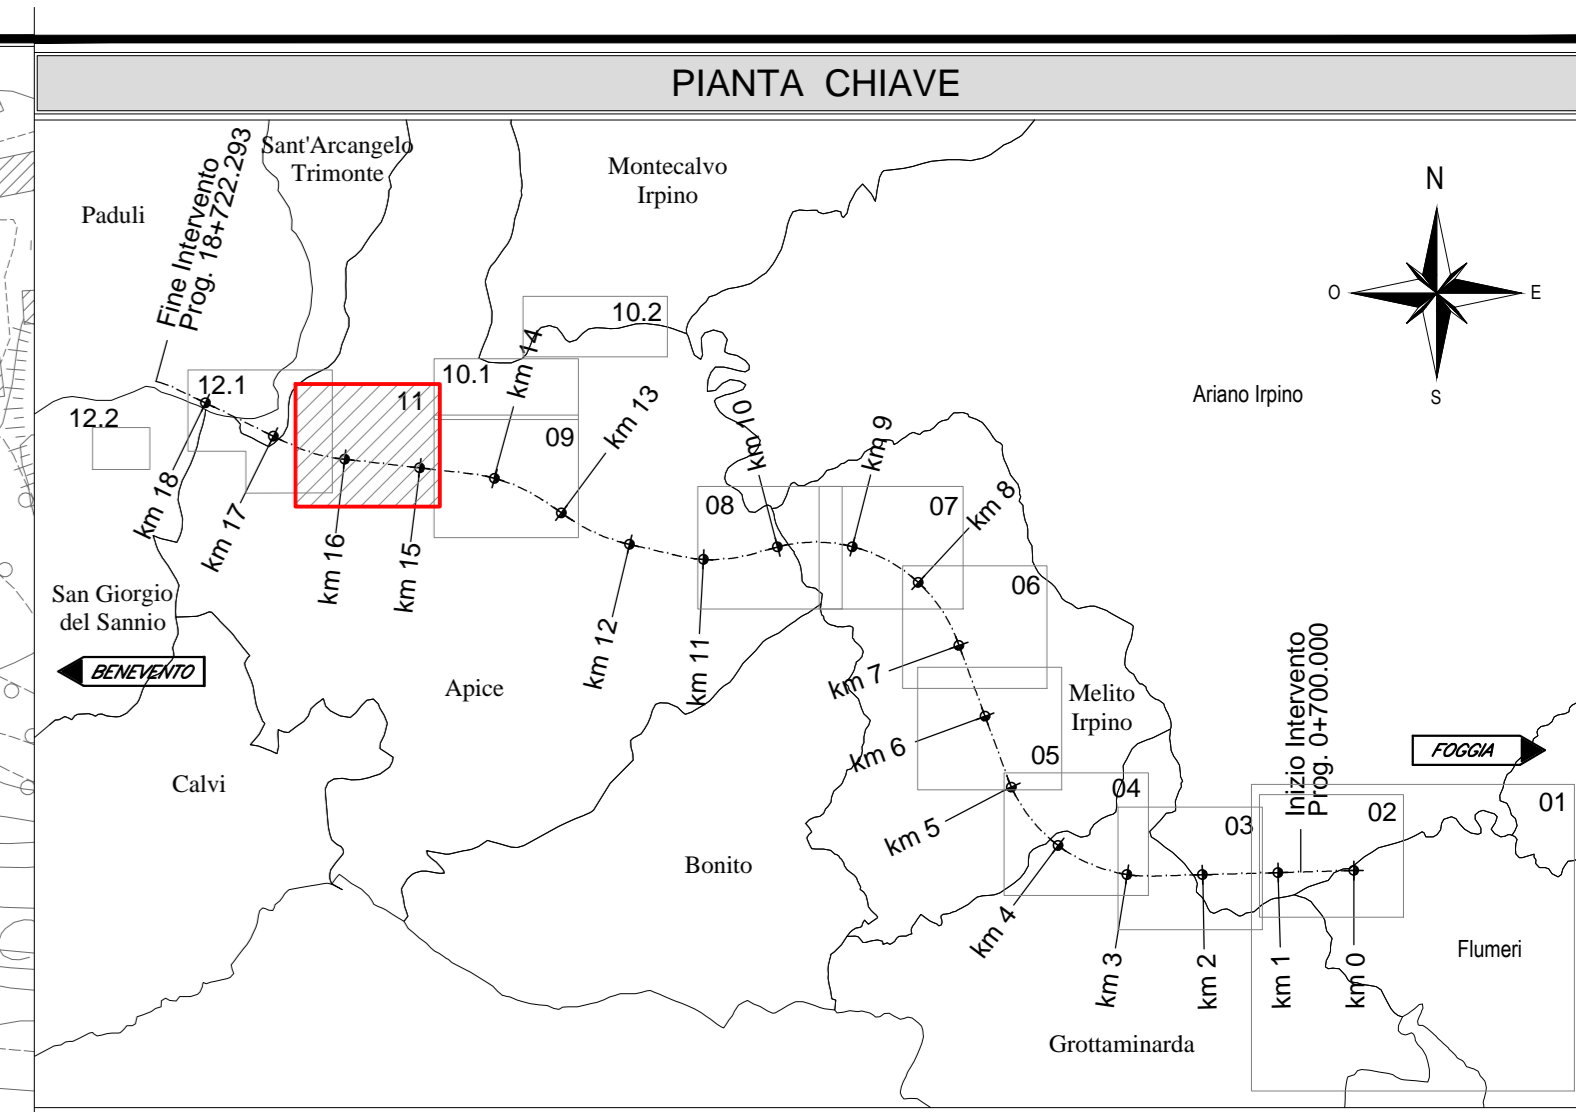 PIANTA CHIAVE
Fine Intervento
Prog. 18+722.293
Sant'Arcangelo
Trimonte
Montecalvo
Irpino
Paduli
N
O
E
S
10.2
10.1
km 14
12.1
12.2
11
09
km 13
km 10
km 9
Ariano Irpino
km 18
km 17
km 16
km 15
08
07
km 8
06
San Giorgio
del Sannio
BENEVENTO
km 12
km 11
km 7
Apice
Melito
Irpino
Inizio Intervento
Prog. 0+700.000
km 6
05
FOGGIA
Calvi
04
03
02
01
km 5
Bonito
km 4
km 3
km 2
km 1
km 0
Flumeri
Grottaminarda